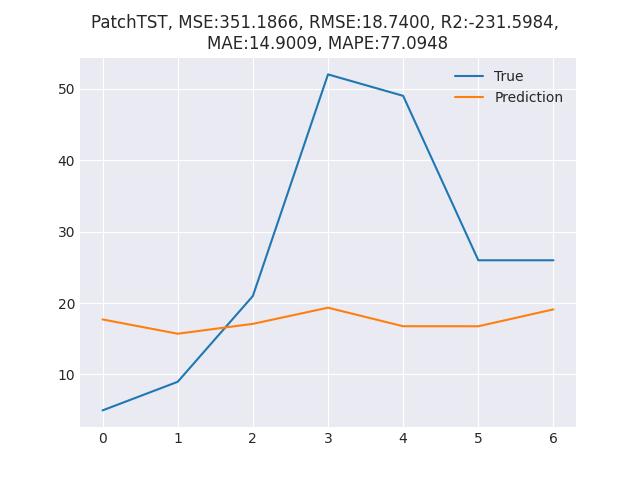 PatchTST, MSE:351.1866, RMSE:18.7400, R2:-231.5984,
MAE:14.9009, MAPE:77.0948
True
Prediction
50
40
30
20
10
0 1 2 3 4 5 6